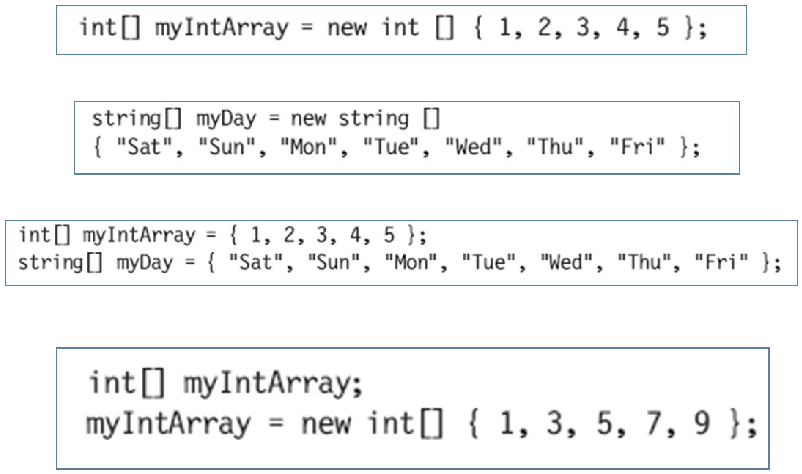 int[] myIntArray = new int [] { 1, 2, 3, 4, 5 };
string[] myDay = new string []
{ "Sat", "Sun", "Mon", "Tue", "Wed", "Thu", "Fri" };
int[] myIntArray = { 1, 2, 3, 4, 5 };
string[] myDay = { "Sat", "Sun", "Mon", "Tue", "Wed", "Thu", "Fri" };
int[] myIntArray;
myIntArray = new int[] { 1, 3, 5, 7, 9 };